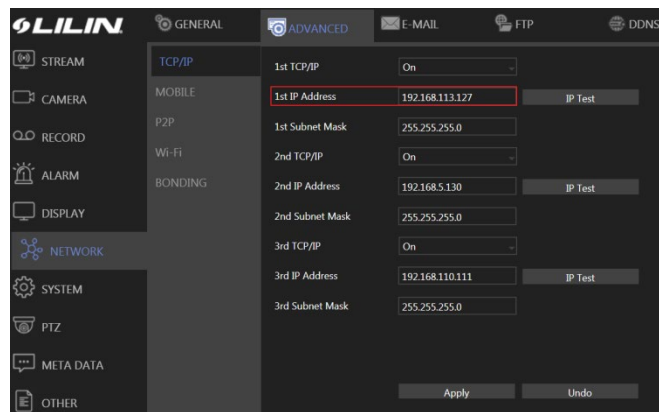 LILIN GENERAL ADVANCED E-MAIL FTP DDNS
STREAM
CAMERA
RECORD
ALARM
DISPLAY
NETWORK
SYSTEM
PTZ
META DATA
OTHER
TCP/IP
MOBILE
P2P
Wi-Fi
BONDING
1st TCP/IP On
1st IP Address 192.168.113.127 IP Test
1st Subnet Mask 255.255.255.0
2nd TCP/IP On
2nd IP Address 192.168.5.130 IP Test
2nd Subnet Mask 255.255.255.0
3rd TCP/IP On
3rd IP Address 192.168.110.111 IP Test
3rd Subnet Mask 255.255.255.0
Apply Undo